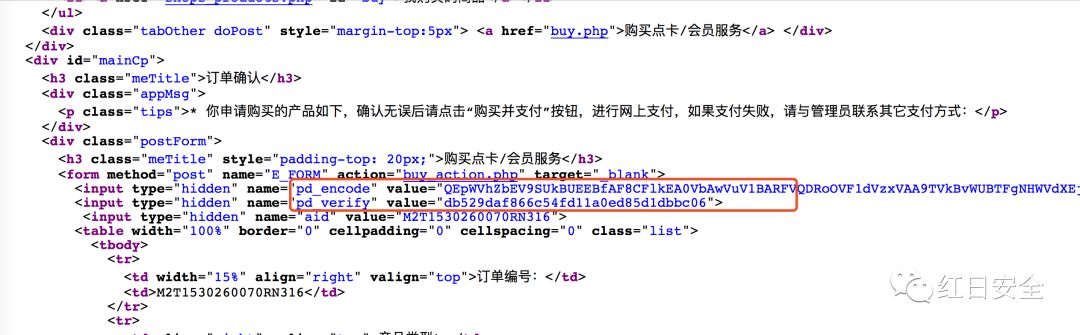 </ul>
<div class="tabOther doPost" style="margin-top:5px"> <a href="buy.php">购买点卡/会员服务</a> </div>
</div>
<div id="mainCp">
<h3 class="meTitle">订单确认</h3>
<div class="appMsg">
<p class="tips">* 你申请购买的产品如下，确认无误后请点击“购买并支付”按钮，进行网上支付，如果支付失败，请与管理员联系其它支付方式：</p>
</div>
<div class="postForm">
<h3 class="meTitle" style="padding-top: 20px;">购买点卡/会员服务</h3>
<form method="post" name="E_FORM" action="buy_action.php" target="_blank">
<input type="hidden" name="pd_encode" value="
<input type="hidden" name="pd_verify" value="db529daf866c54fd11a0ed85d1dbbc06">
<input type="hidden" name="aid" value="M2T1530260070RN316">
<table width="100%" border="0" cellpadding="0" cellspacing="0" class="list">
<tbody>
<tr>
<td width="15%" align="right" valign="top">订单编号：</td>
<td>M2T1530260070RN316</td>
</tr>
<tr>
红日安全